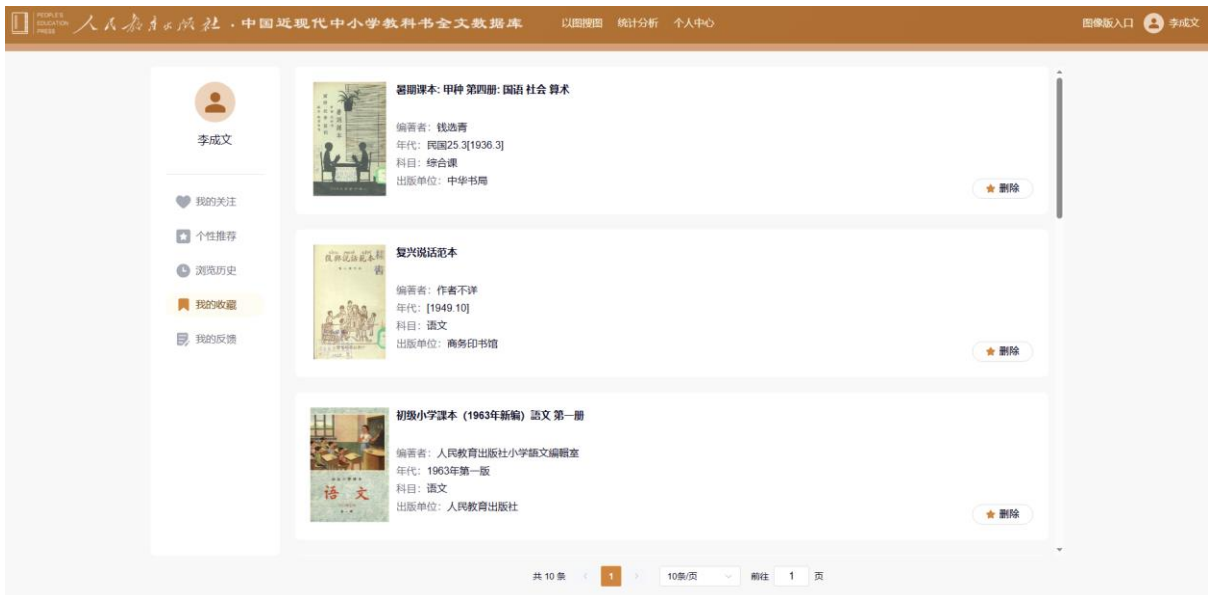 PEOPLE'S
EDUCATION
PRESS
人民教育出版社·中国近现代中小学教科书全文数据库
以图搜图 统计分析 个人中心
图像版入口 李成文
李成文
我的关注
个性推荐
浏览历史
我的收藏
我的反馈
暑期课本: 甲种 第四册: 国语 社会 算术
编著者: 钱选青
年代: 民国25.3[1936.3]
科目: 综合课
出版单位: 中华书局
删除
暑期课本
复兴说话范本
编著者: 作者不详
年代: [1949.10]
科目: 语文
出版单位: 商务印书馆
删除
初级小学課本（1963年新编）語文 第一册
编著者: 人民教育出版社小学語文編輯室
年代: 1963年第一版
科目: 语文
出版单位: 人民教育出版社
删除
语文
共 10 条
1
10条/页
前往 1 页